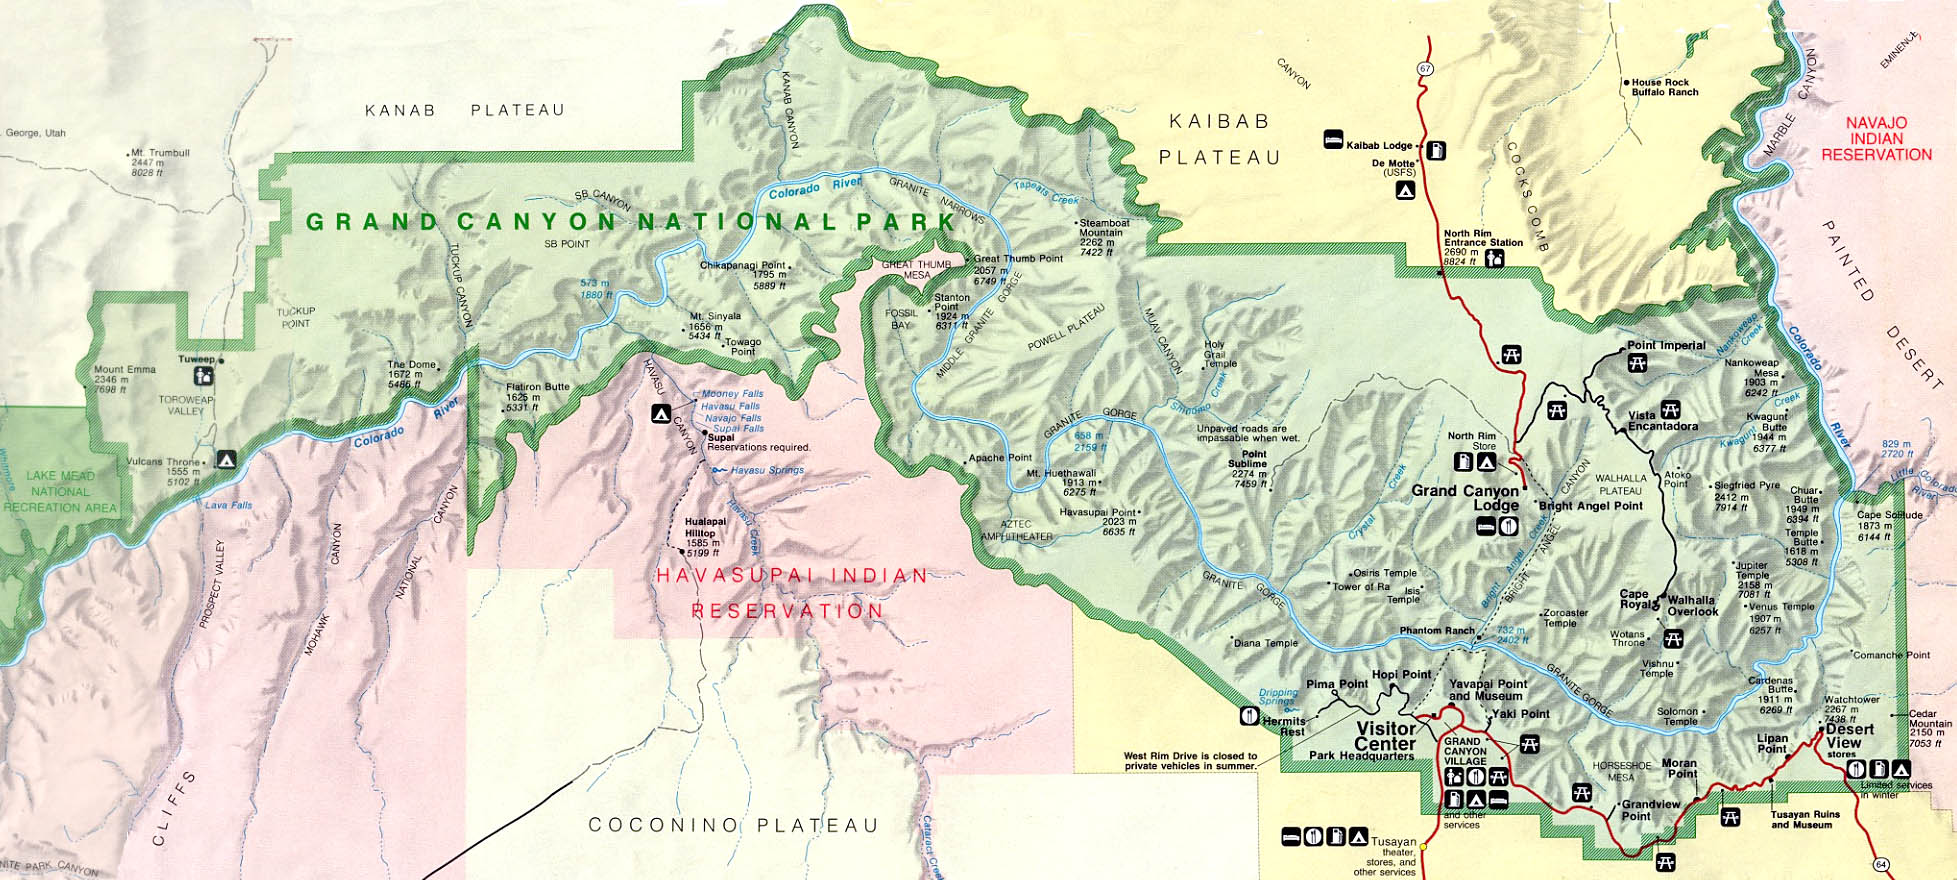 KANAB PLATEAU
. George, Utah
Mt. Trumbull
2447 m
8028 ft
KANAB CANYON
KAIBAB
PLATEAU
CANYON
67
House Rock
Buffalo Ranch
Kaibab Lodge
De Motte
(USFS)
COCKS COMB
MARBLE CANYON
EMINENCE
NAVAJO
INDIAN
RESERVATION
PAINTED DESERT
GRAND CANYON NATIONAL PARK
SB CANYON
SB POINT
Colorado River
GRANITE NARROWS
Tapeats Creek
Steamboat
Mountain
2262 m
7422 ft
North Rim
Entrance Station
2690 m
8824 ft
TUCKUP CANYON
TUCKUP
POINT
573 m
1880 ft
Chikapanagi Point
1795 m
5889 ft
GREAT THUMB
MESA
Great Thumb Point
2057 m
6749 ft
Stanton
Point
1924 m
6311 ft
FOSSIL
BAY
MIDDLE GRANITE GORGE
POWELL PLATEAU
MUAV CANYON
Mt. Sinyala
1656 m
5434 ft
Towago
Point
Holy
Grail
Temple
Shinumo Creek
Tuweep
Mount Emma
2346 m
7698 ft
TOROWEAP
VALLEY
The Dome
1672 m
5486 ft
Flatiron Butte
1625 m
5331 ft
Colorado River
HAVASU CANYON
Mooney Falls
Havasu Falls
Navajo Falls
Supai Falls
Supai
Reservations required.
Havasu Springs
Havasu Creek
Vulcans Throne
1555 m
5102 ft
Lava Falls
LAKE MEAD
NATIONAL
RECREATION AREA
Whitmore
PROSPECT VALLEY
MOHAWK CANYON
NATIONAL CANYON
Hualapai
Hilltop
1585 m
5199 ft
HAVASUPAI INDIAN
RESERVATION
Apache Point
GRANITE GORGE
658 m
2159 ft
Mt. Huethawali
1913 m
6275 ft
Havasupai Point
2023 m
6635 ft
AZTEC
AMPHITHEATER
Unpaved roads are
impassable when wet.
Point
Sublime
2274 m
7459 ft
North Rim
Store
Grand Canyon
Lodge
Bright Angel Point
BRIGHT ANGEL CANYON
Bright Angel Creek
Crystal Creek
Point Imperial
Nankoweap
Creek
Nankoweap
Mesa
1903 m
6242 ft
Vista
Encantadora
Kwagunt
Creek
Kwagunt
Butte
1944 m
6377 ft
Colorado River
829 m
2720 ft
Little Colorado
River
WALHALLA
PLATEAU
Atoko
Point
Siegfried Pyre
2412 m
7914 ft
Chuar
Butte
1949 m
6394 ft
Temple
Butte
1618 m
5308 ft
Cape Solitude
1873 m
6144 ft
Jupiter
Temple
2158 m
7081 ft
Venus Temple
1907 m
6257 ft
Cape
Royal
Walhalla
Overlook
Osiris Temple
Tower of Ra
Isis
Temple
GRANITE GORGE
Phantom Ranch
732 m
2402 ft
Zoroaster
Temple
Wotans
Throne
Vishnu
Temple
Diana Temple
Comanche Point
Dripping
Springs
Hermits
Rest
Pima Point
Hopi Point
Yavapai Point
and Museum
Yaki Point
GRANITE GORGE
Cardenas
Butte
1911 m
6269 ft
Solomon
Temple
Watchtower
2267 m
7438 ft
Desert
View
stores
Limited services
in winter
Cedar
Mountain
2150 m
7053 ft
Visitor
Center
Park Headquarters
West Rim Drive is closed to
private vehicles in summer.
GRAND
CANYON
VILLAGE
and other
services
Tusayan
theater,
stores, and
other services
HORSESHOE
MESA
Moran
Point
Lipan
Point
Grandview
Point
Tusayan Ruins
and Museum
64
COCONINO PLATEAU
Cataract Creek
CLIFFS
NITE PARK CANYON